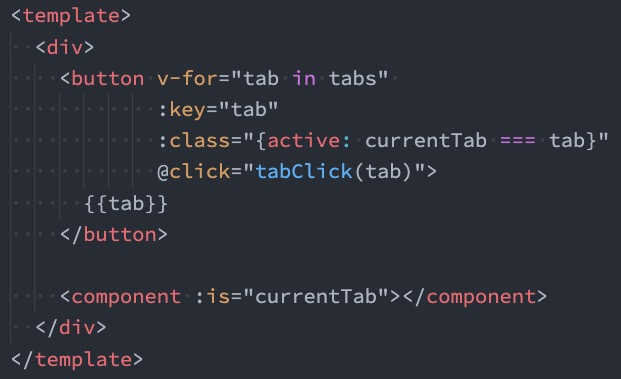 <template>
  <div>
    <button v-for="tab in tabs"
            :key="tab"
            :class="{active: currentTab === tab}"
            @click="tabClick(tab)">
      {{tab}}
    </button>

    <component :is="currentTab"></component>
  </div>
</template>